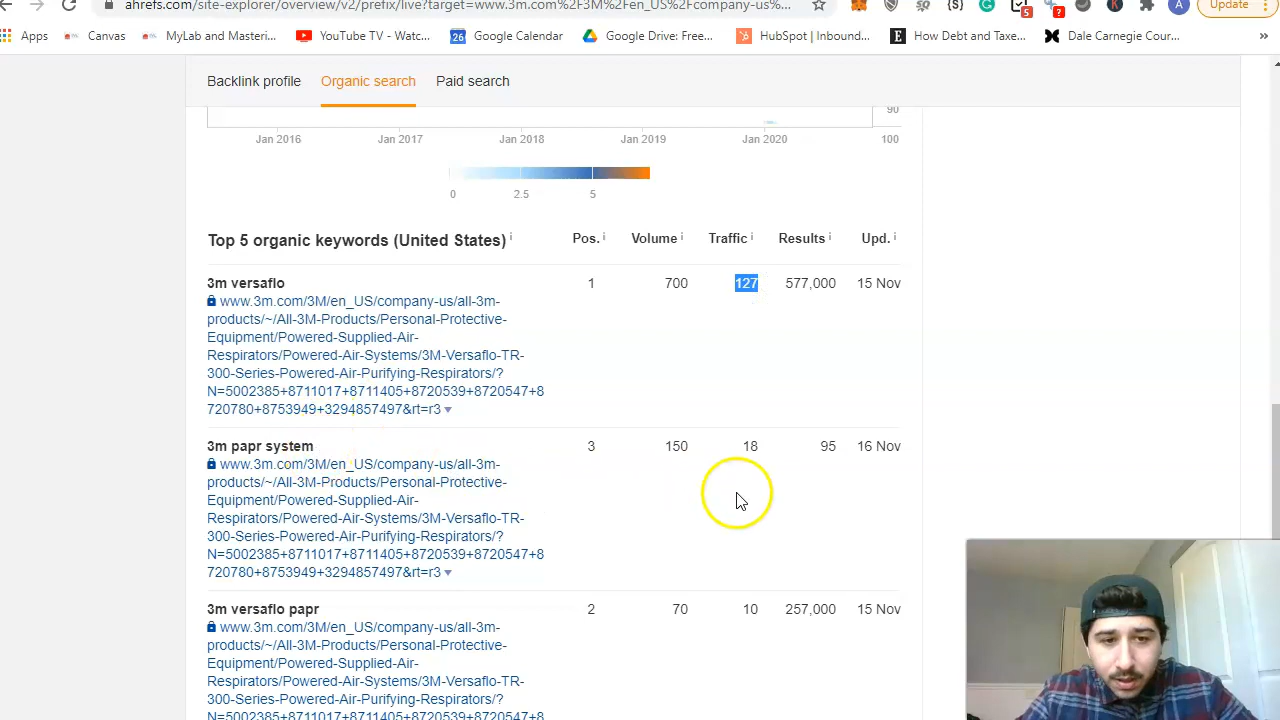 ahrefs.com/site-explorer/overview/v2/prefix/live?target=www.3m.com%2F3M%2Fen_US%2Fcompany-us%...
5
?
A
Update
Apps
Canvas
MyLab and Masteri...
YouTube TV - Watc...
26
Google Calendar
Google Drive: Free...
HubSpot | Inbound...
E
How Debt and Taxe...
Dale Carnegie Cour...
»
Backlink profile
Organic search
Paid search
90
Jan 2016
Jan 2017
Jan 2018
Jan 2019
Jan 2020
100
0
2.5
5
Top 5 organic keywords (United States) i Pos. i Volume i Traffic i Results i Upd. i
3m versaflo 1 700 127 577,000 15 Nov
www.3m.com/3M/en_US/company-us/all-3m-
products/~/All-3M-Products/Personal-Protective-
Equipment/Powered-Supplied-Air-
Respirators/Powered-Air-Systems/3M-Versaflo-TR-
300-Series-Powered-Air-Purifying-Respirators/?
N=5002385+8711017+8711405+8720539+8720547+8
720780+8753949+3294857497&rt=r3
3m papr system 3 150 18 95 16 Nov
www.3m.com/3M/en_US/company-us/all-3m-
products/~/All-3M-Products/Personal-Protective-
Equipment/Powered-Supplied-Air-
Respirators/Powered-Air-Systems/3M-Versaflo-TR-
300-Series-Powered-Air-Purifying-Respirators/?
N=5002385+8711017+8711405+8720539+8720547+8
720780+8753949+3294857497&rt=r3
3m versaflo papr 2 70 10 257,000 15 Nov
www.3m.com/3M/en_US/company-us/all-3m-
products/~/All-3M-Products/Personal-Protective-
Equipment/Powered-Supplied-Air-
Respirators/Powered-Air-Systems/3M-Versaflo-TR-
300-Series-Powered-Air-Purifying-Respirators/?
N=5002385+8711017+8711405+8720539+8720547+8